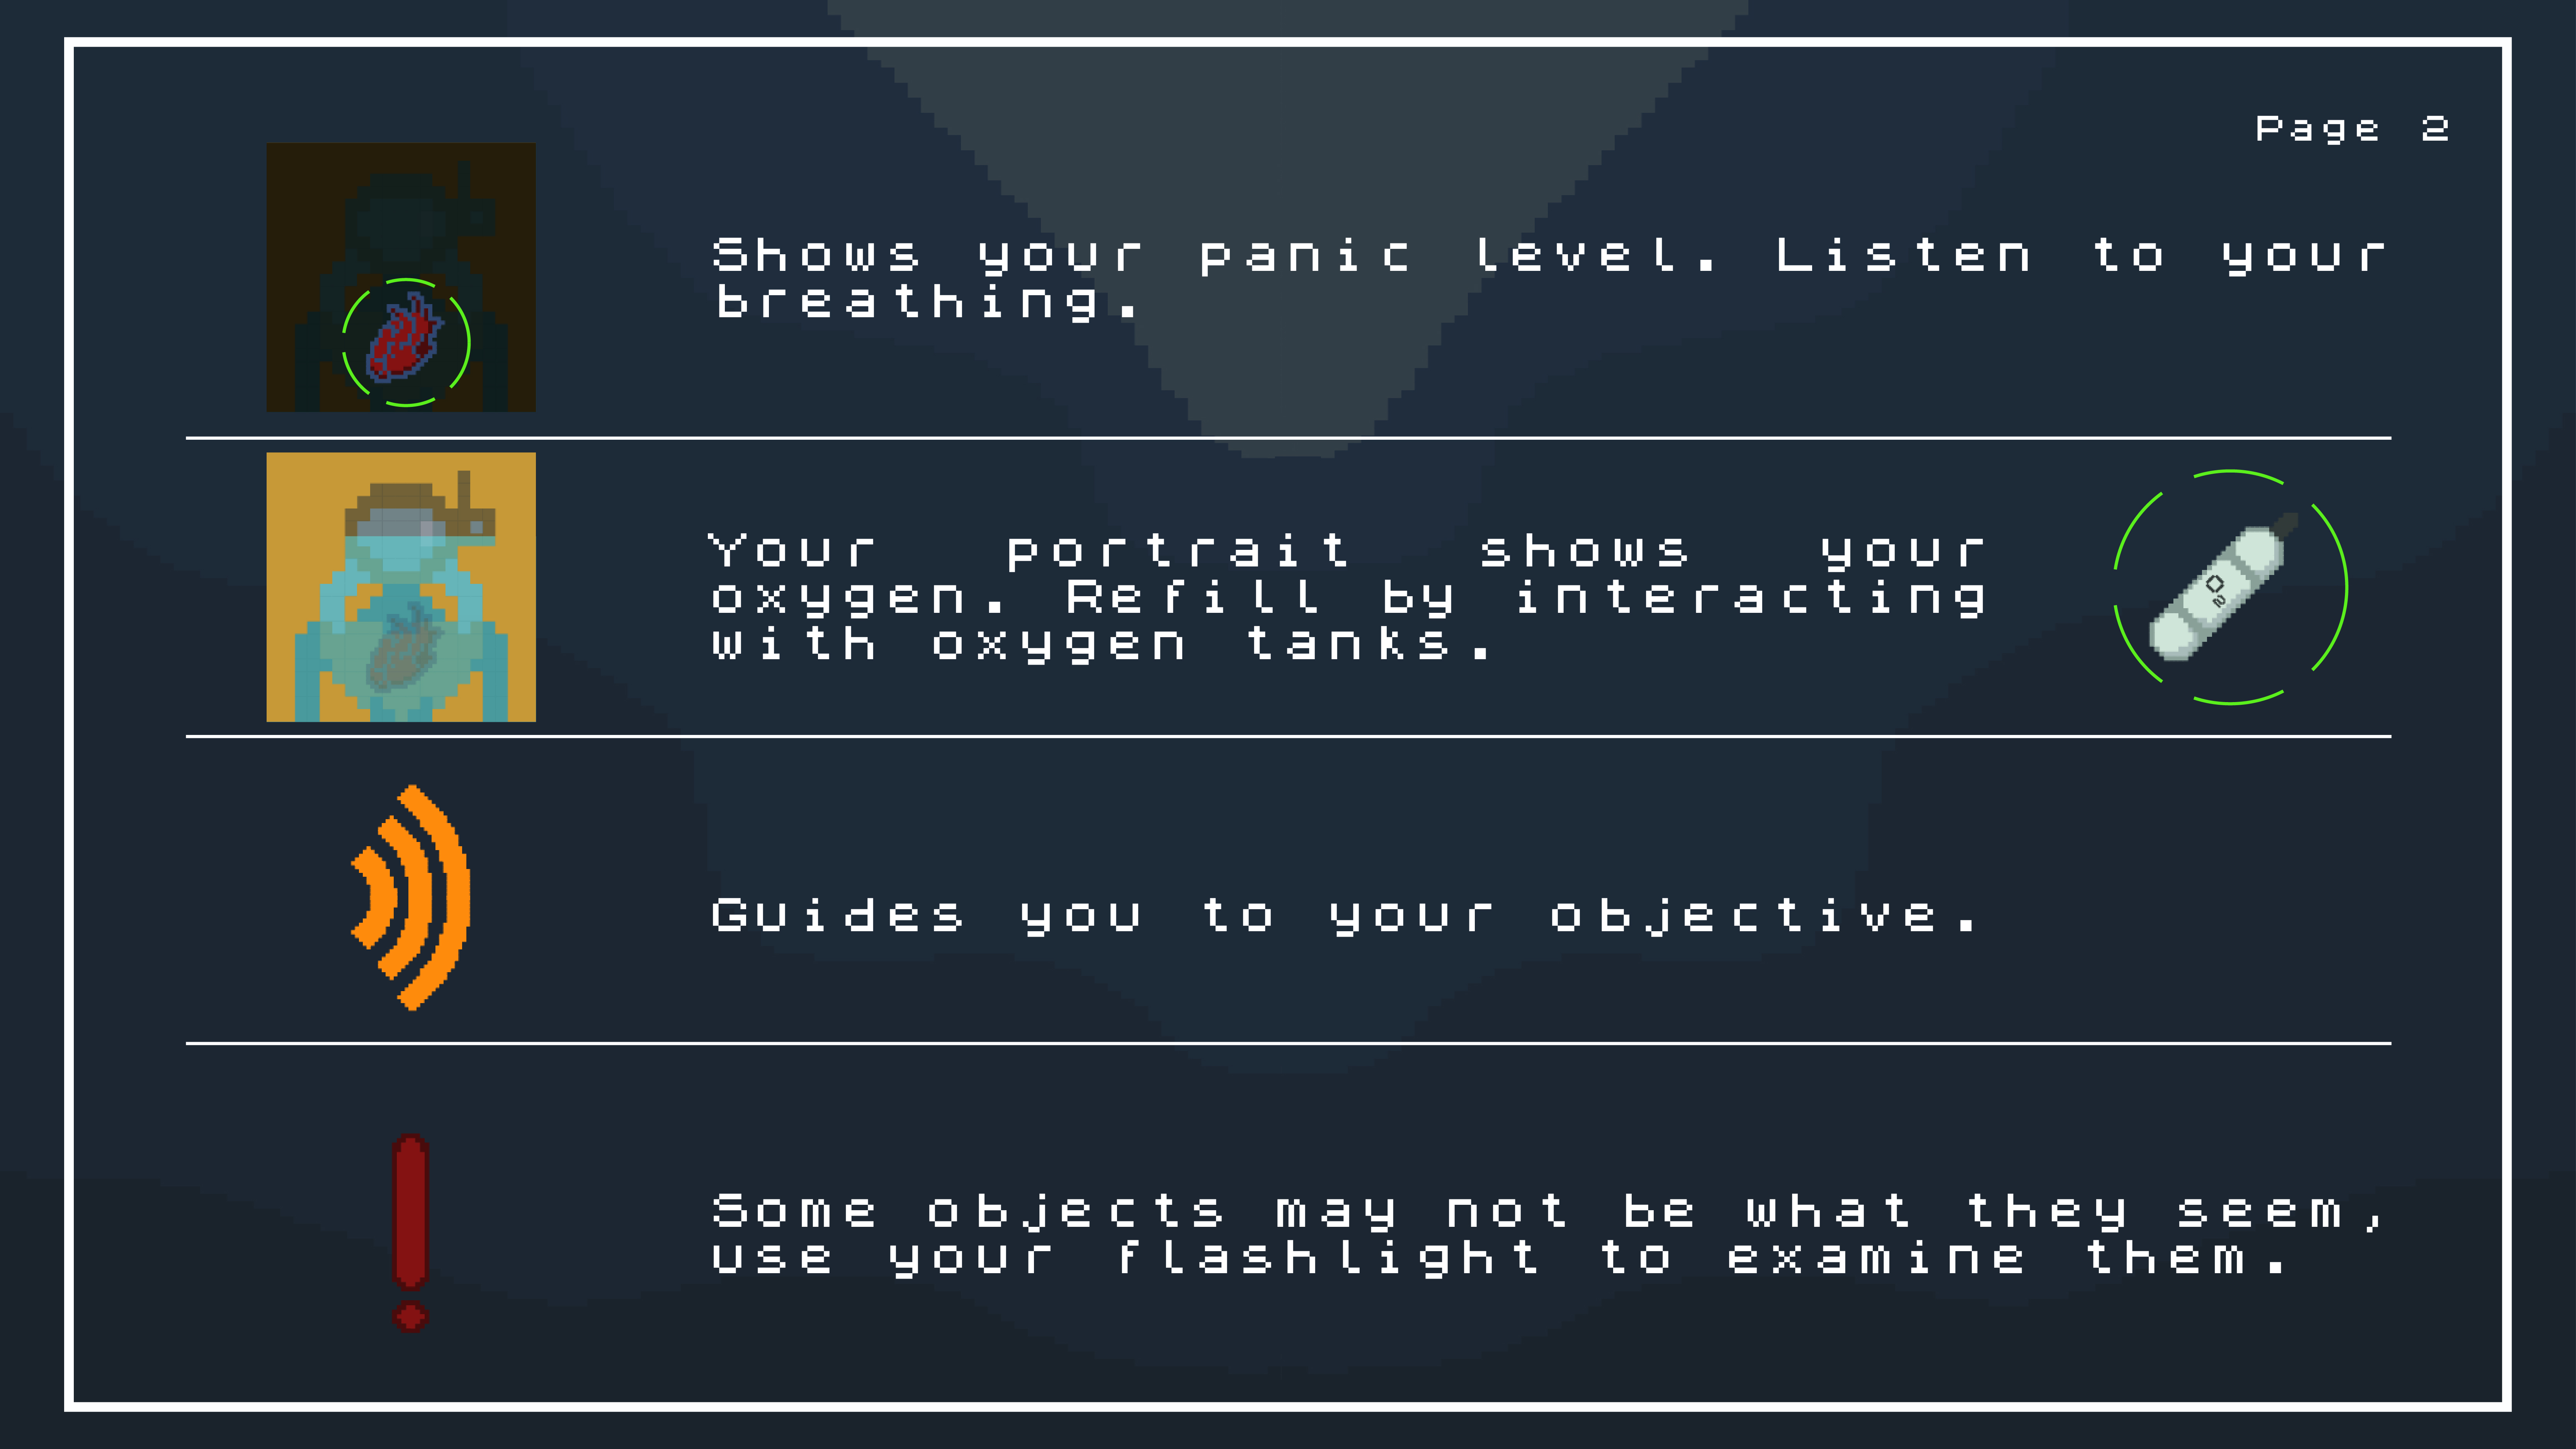 Page 2
Shows your panic level. Listen to your
breathing.
Your portrait shows your
oxygen. Refill by interacting
with oxygen tanks.
O2
Guides you to your objective.
Some objects may not be what they seem,
use your flashlight to examine them.